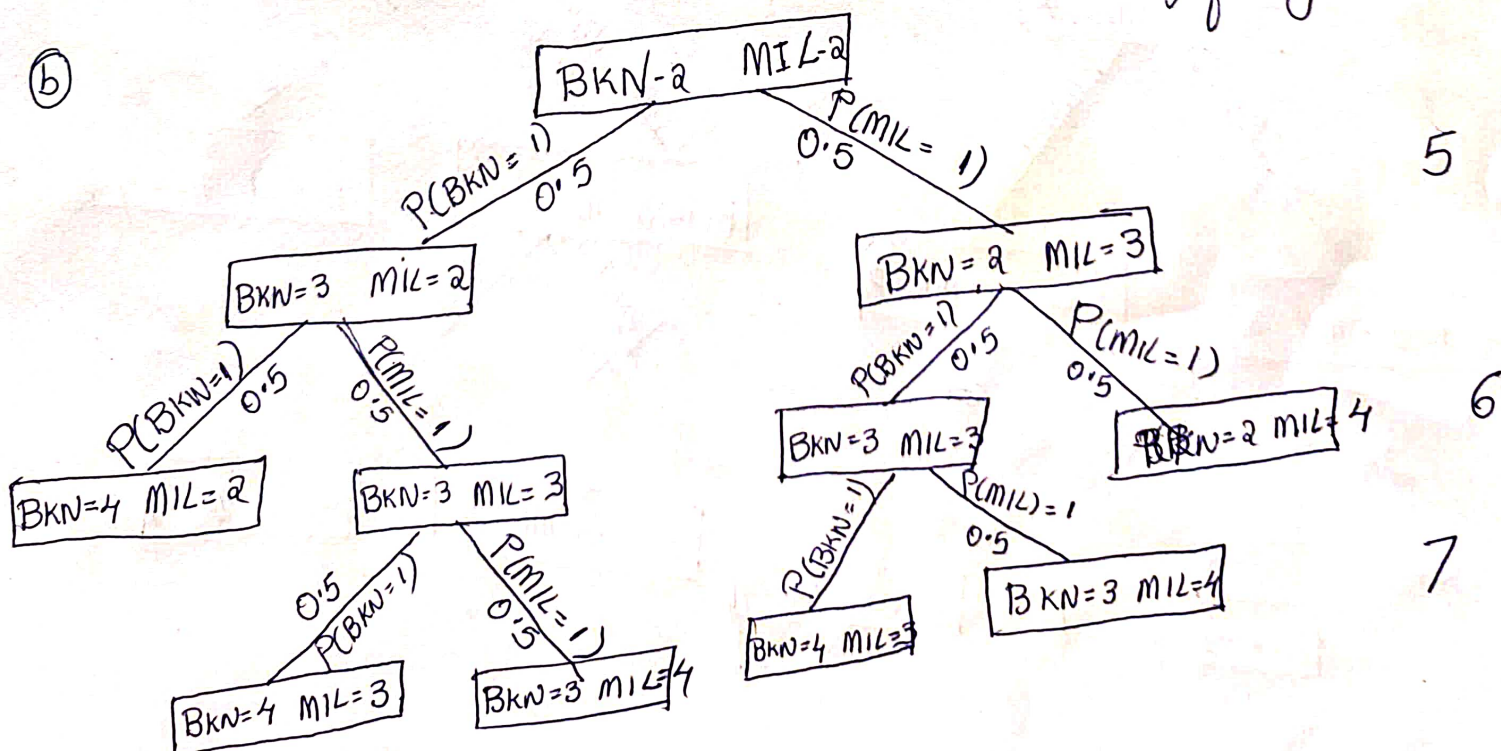 b
BKN-2 MIL-2
P(BKN=1) 0.5
P(MIL=1) 0.5
5
BKN=3 MIL=2
BKN=2 MIL=3
P(BKN=1) 0.5
P(MIL=1) 0.5
P(BKN=1) 0.5
P(MIL=1) 0.5
6
BKN=4 MIL=2
BKN=3 MIL=3
BKN=3 MIL=3
BKN=2 MIL=4
0.5 P(BKN=1)
P(MIL=1) 0.5
P(BKN=1)
P(MIL)=1 0.5
7
BKN=4 MIL=3
BKN=3 MIL=4
BKN=4 MIL=3
BKN=3 MIL=4